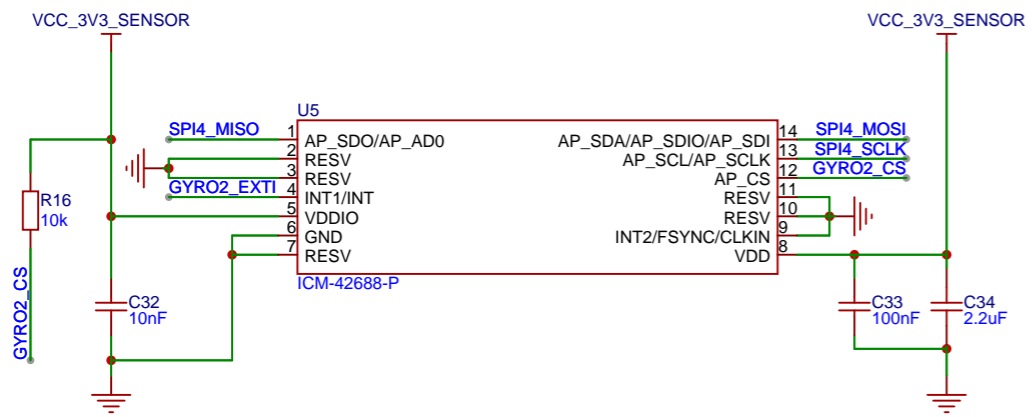 VCC_3V3_SENSOR
VCC_3V3_SENSOR
U5
SPI4_MISO 1 AP_SDO/AP_AD0 AP_SDA/AP_SDIO/AP_SDI 14 SPI4_MOSI
2 RESV AP_SCL/AP_SCLK 13 SPI4_SCLK
3 RESV AP_CS 12 GYRO2_CS
GYRO2_EXTI 4 INT1/INT RESV 11
5 VDDIO RESV 10
6 GND INT2/FSYNC/CLKIN 9
7 RESV VDD 8
ICM-42688-P
R16
10k
GYRO2_CS
C32
10nF
C33
100nF
C34
2.2uF